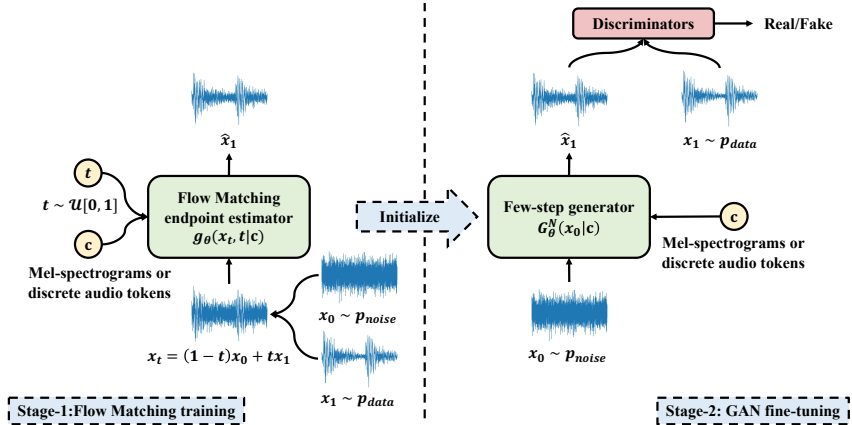 Discriminators
Real/Fake
x̂₁
x̂₁
x₁ ~ p_data
t
t ~ 𝒰[0, 1]
c
Mel-spectrograms or
discrete audio tokens
Flow Matching
endpoint estimator
g_θ(x_t, t|c)
Initialize
Few-step generator
G_θ^N(x₀|c)
c
Mel-spectrograms or
discrete audio tokens
x₀ ~ p_noise
x_t = (1 − t)x₀ + tx₁
x₁ ~ p_data
x₀ ~ p_noise
Stage-1:Flow Matching training
Stage-2: GAN fine-tuning